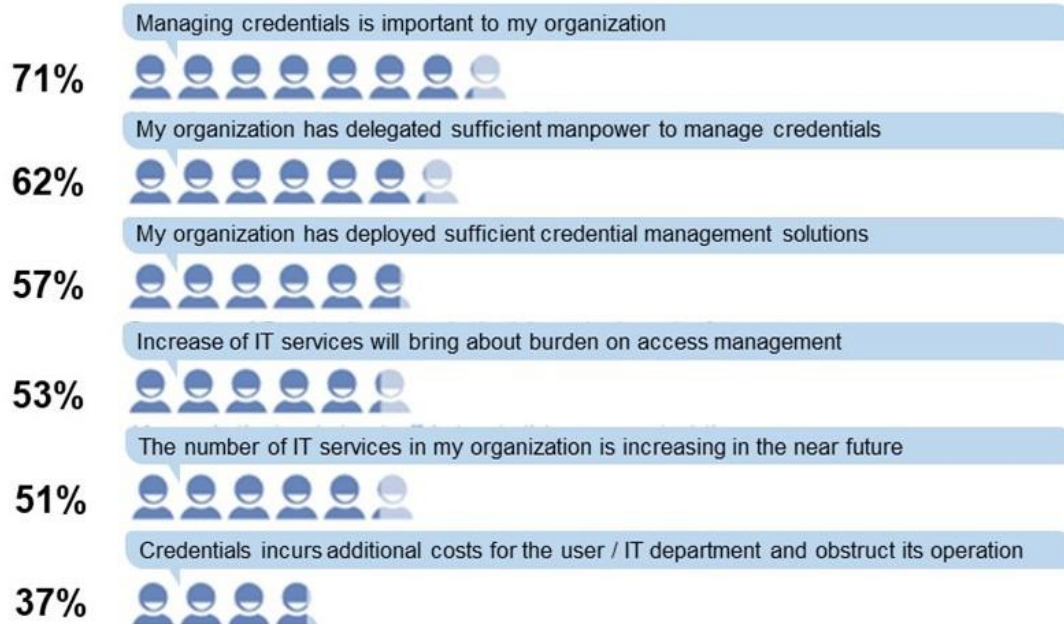 Managing credentials is important to my organization
71%
My organization has delegated sufficient manpower to manage credentials
62%
My organization has deployed sufficient credential management solutions
57%
Increase of IT services will bring about burden on access management
53%
The number of IT services in my organization is increasing in the near future
51%
Credentials incurs additional costs for the user / IT department and obstruct its operation
37%